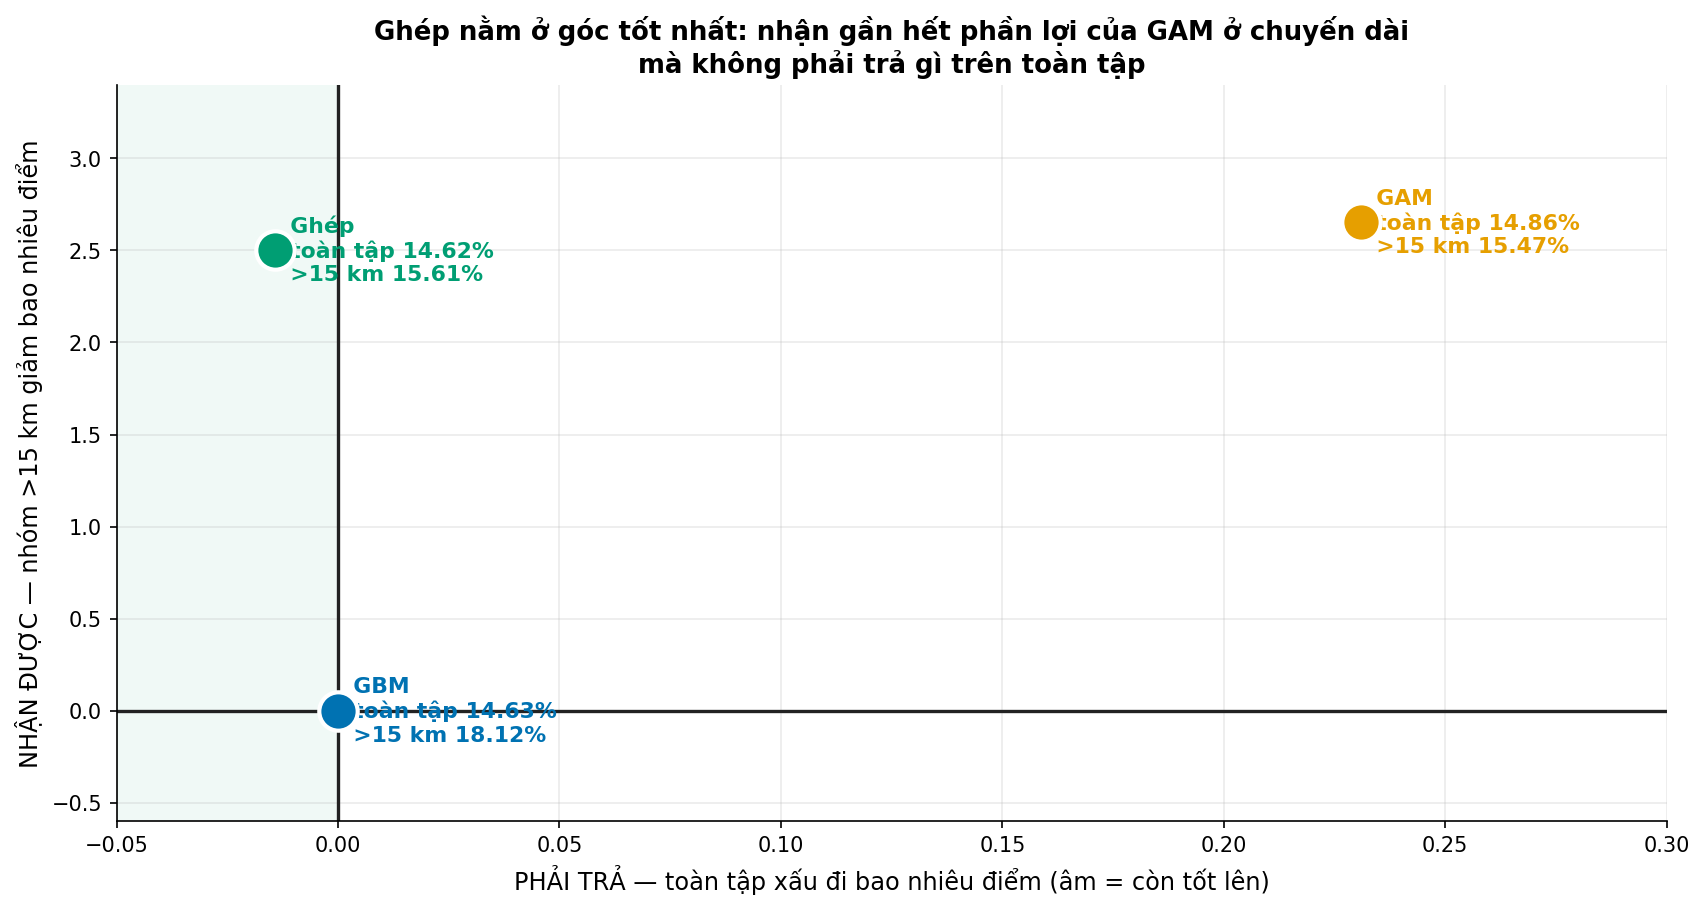 Ghép nằm ở góc tốt nhất: nhận gần hết phần lợi của GAM ở chuyến dài
mà không phải trả gì trên toàn tập
NHẬN ĐƯỢC — nhóm >15 km giảm bao nhiêu điểm
3.0
2.5
2.0
1.5
1.0
0.5
0.0
−0.5
Ghép
toàn tập 14.62%
>15 km 15.61%
GAM
toàn tập 14.86%
>15 km 15.47%
GBM
toàn tập 14.63%
>15 km 18.12%
−0.05
0.00
0.05
0.10
0.15
0.20
0.25
0.30
PHẢI TRẢ — toàn tập xấu đi bao nhiêu điểm (âm = còn tốt lên)